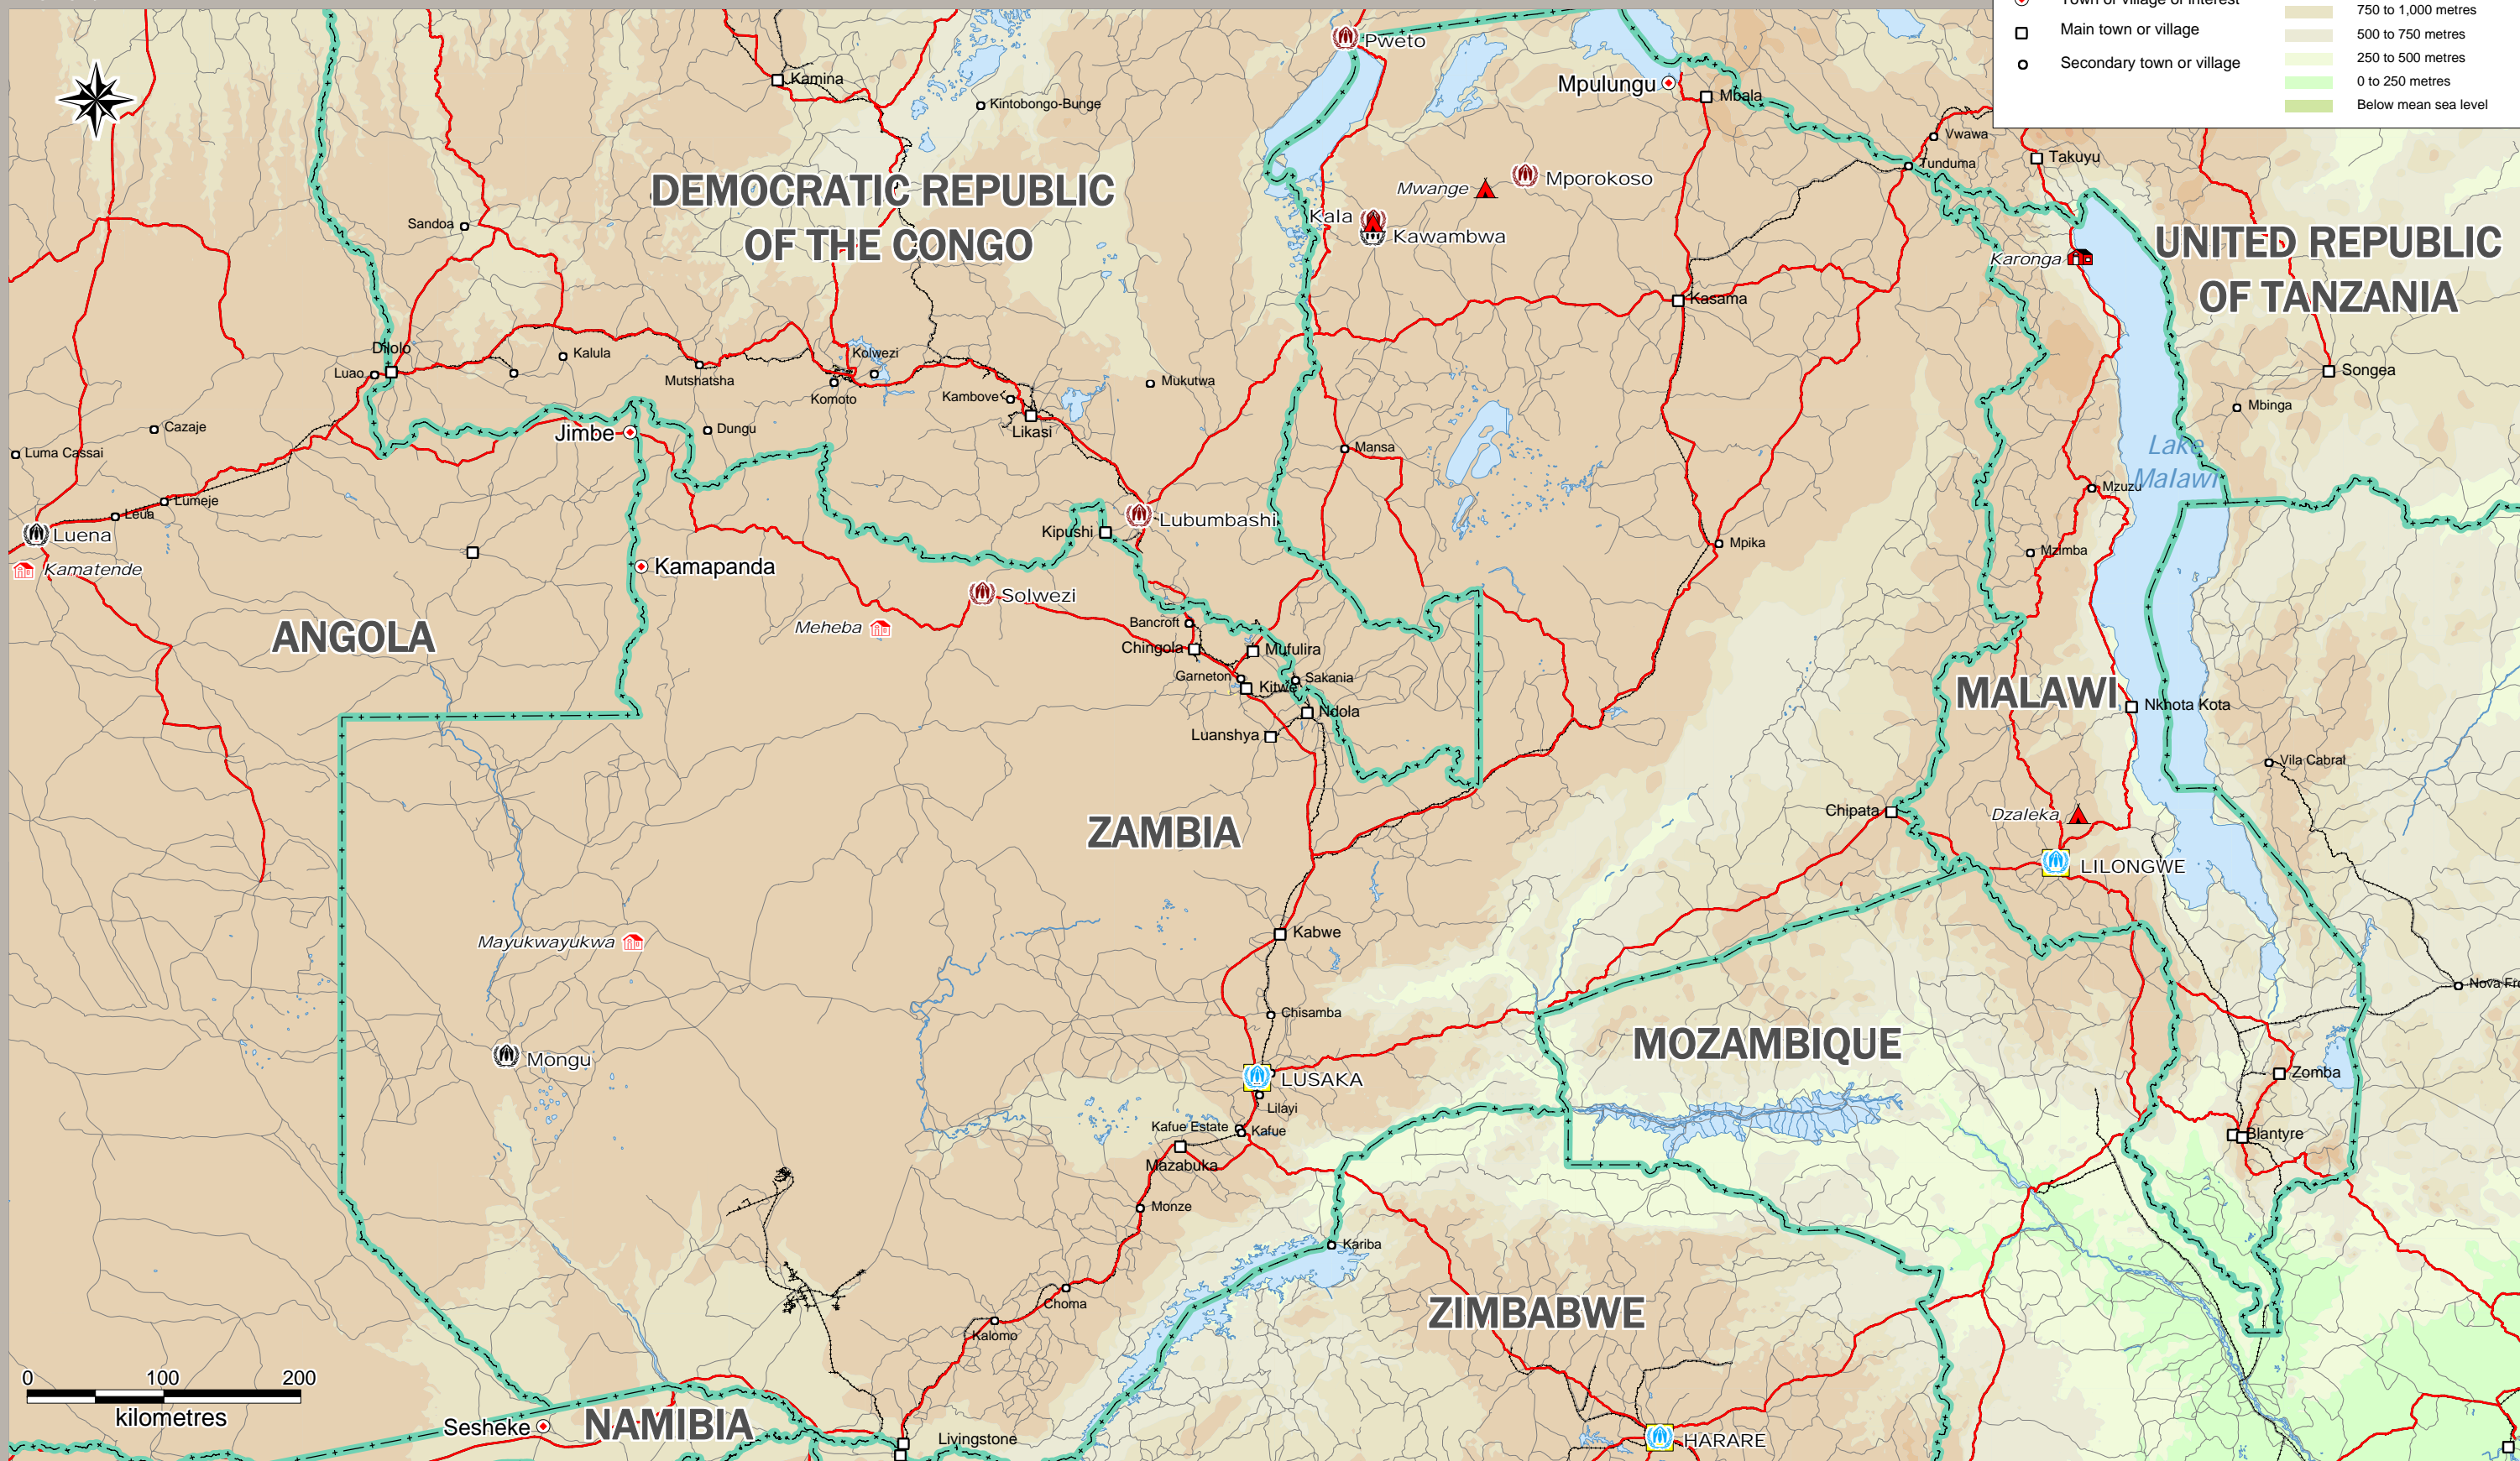 Town or village of interest
Main town or village
Secondary town or village
750 to 1,000 metres
500 to 750 metres
250 to 500 metres
0 to 250 metres
Below mean sea level
Pweto
Kamina
Mpulungu
Mbala
Kintobongo-Bunge
Vwawa
Tunduma
Takuyu
DEMOCRATIC REPUBLIC
OF THE CONGO
Mwange
Mporokoso
Kala
Kawambwa
Sandoa
UNITED REPUBLIC
OF TANZANIA
Karonga
Kasama
Dilolo
Luao
Kalula
Mutshatsha
Kolwezi
Komoto
Kambove
Likasi
Mukutwa
Songea
Mbinga
Cazaje
Luma Cassai
Jimbe
Dungu
Mansa
Lake
Malawi
Mzuzu
Lumeje
Leua
Luena
Kamatende
Kipushi
Lubumbashi
Mpika
Mzimba
Kamapanda
Solwezi
Meheba
ANGOLA
Bancroft
Chingola
Mufulira
Garneton
Kitwe
Sakania
Ndola
Luanshya
MALAWI
Nkhota Kota
Vila Cabral
Chipata
Dzaleka
ZAMBIA
LILONGWE
Mayukwayukwa
Kabwe
Chisamba
MOZAMBIQUE
Mongu
LUSAKA
Lilayi
Kafue Estate
Kafue
Mazabuka
Zomba
Blantyre
Monze
Kariba
Choma
Kalomo
ZIMBABWE
0 100 200
kilometres
Sesheke
NAMIBIA
Livingstone
HARARE